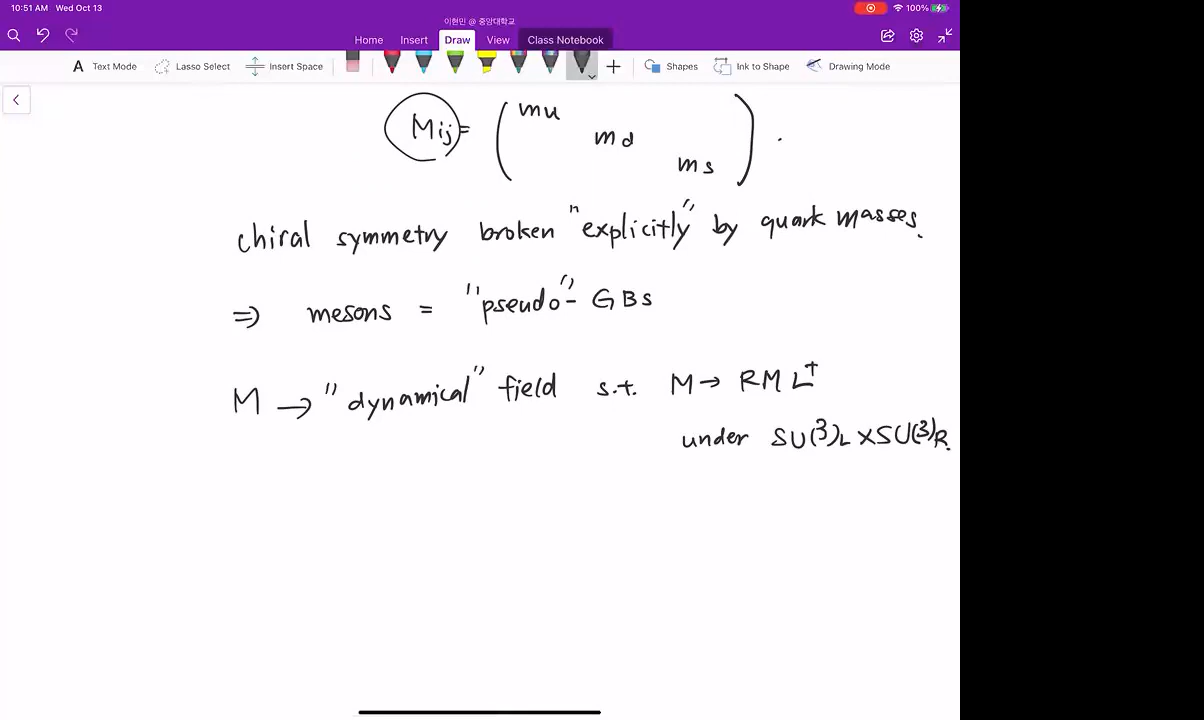 10:51 AM Wed Oct 13
100%
이현민 @ 중앙대학교
Home Insert Draw View Class Notebook
Text Mode Lasso Select Insert Space Shapes Ink to Shape Drawing Mode
Mij = ( mu
md
ms ) .
chiral symmetry broken "explicitly" by quark masses.
⇒ mesons = "pseudo"- GBs
M → "dynamical" field s.t. M → R M L†
under SU(3)L × SU(3)R.